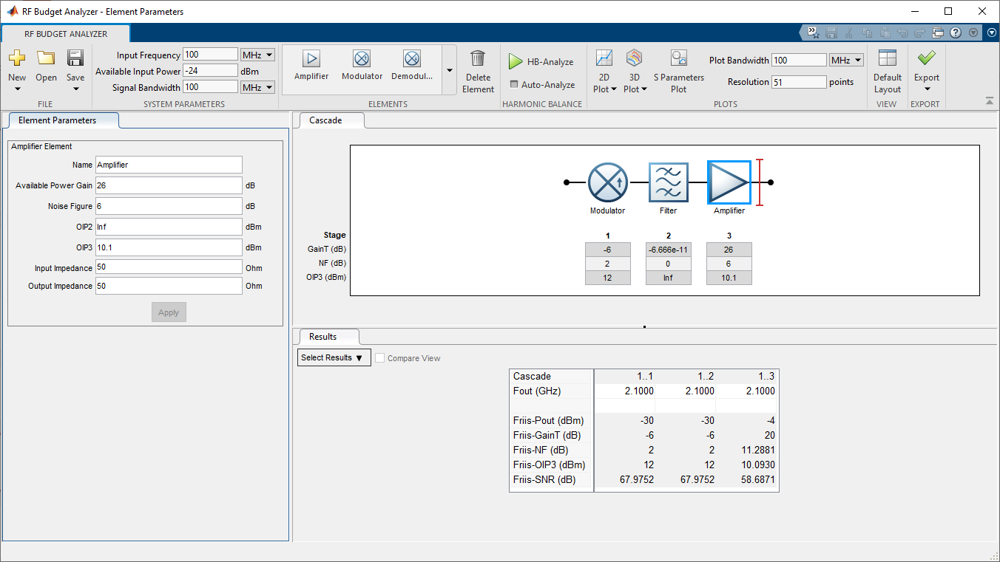 RF Budget Analyzer - Element Parameters
RF BUDGET ANALYZER
New
Open
Save
FILE
Input Frequency 100 MHz
Available Input Power -24 dBm
Signal Bandwidth 100 MHz
SYSTEM PARAMETERS
Amplifier Modulator Demodul...
ELEMENTS
Delete
Element
HB-Analyze
Auto-Analyze
HARMONIC BALANCE
2D
Plot
3D
Plot
S Parameters
Plot
Plot Bandwidth 100 MHz
Resolution 51 points
PLOTS
Default
Layout
VIEW
Export
EXPORT
Element Parameters
Amplifier Element
Name Amplifier
Available Power Gain 26 dB
Noise Figure 6 dB
OIP2 Inf dBm
OIP3 10.1 dBm
Input Impedance 50 Ohm
Output Impedance 50 Ohm
Apply
Cascade
Modulator Filter Amplifier
Stage 1 2 3
GainT (dB) -6 -6.666e-11 26
NF (dB) 2 0 6
OIP3 (dBm) 12 Inf 10.1
Results
Select Results ▼ Compare View
Cascade 1..1 1..2 1..3
Fout (GHz) 2.1000 2.1000 2.1000
Friis-Pout (dBm) -30 -30 -4
Friis-GainT (dB) -6 -6 20
Friis-NF (dB) 2 2 11.2881
Friis-OIP3 (dBm) 12 12 10.0930
Friis-SNR (dB) 67.9752 67.9752 58.6871